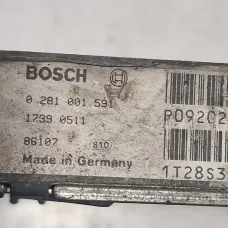 BOSCH
0 281 001 591
1739 0511
86107 810
Made in Germany
P09202
1T28S3